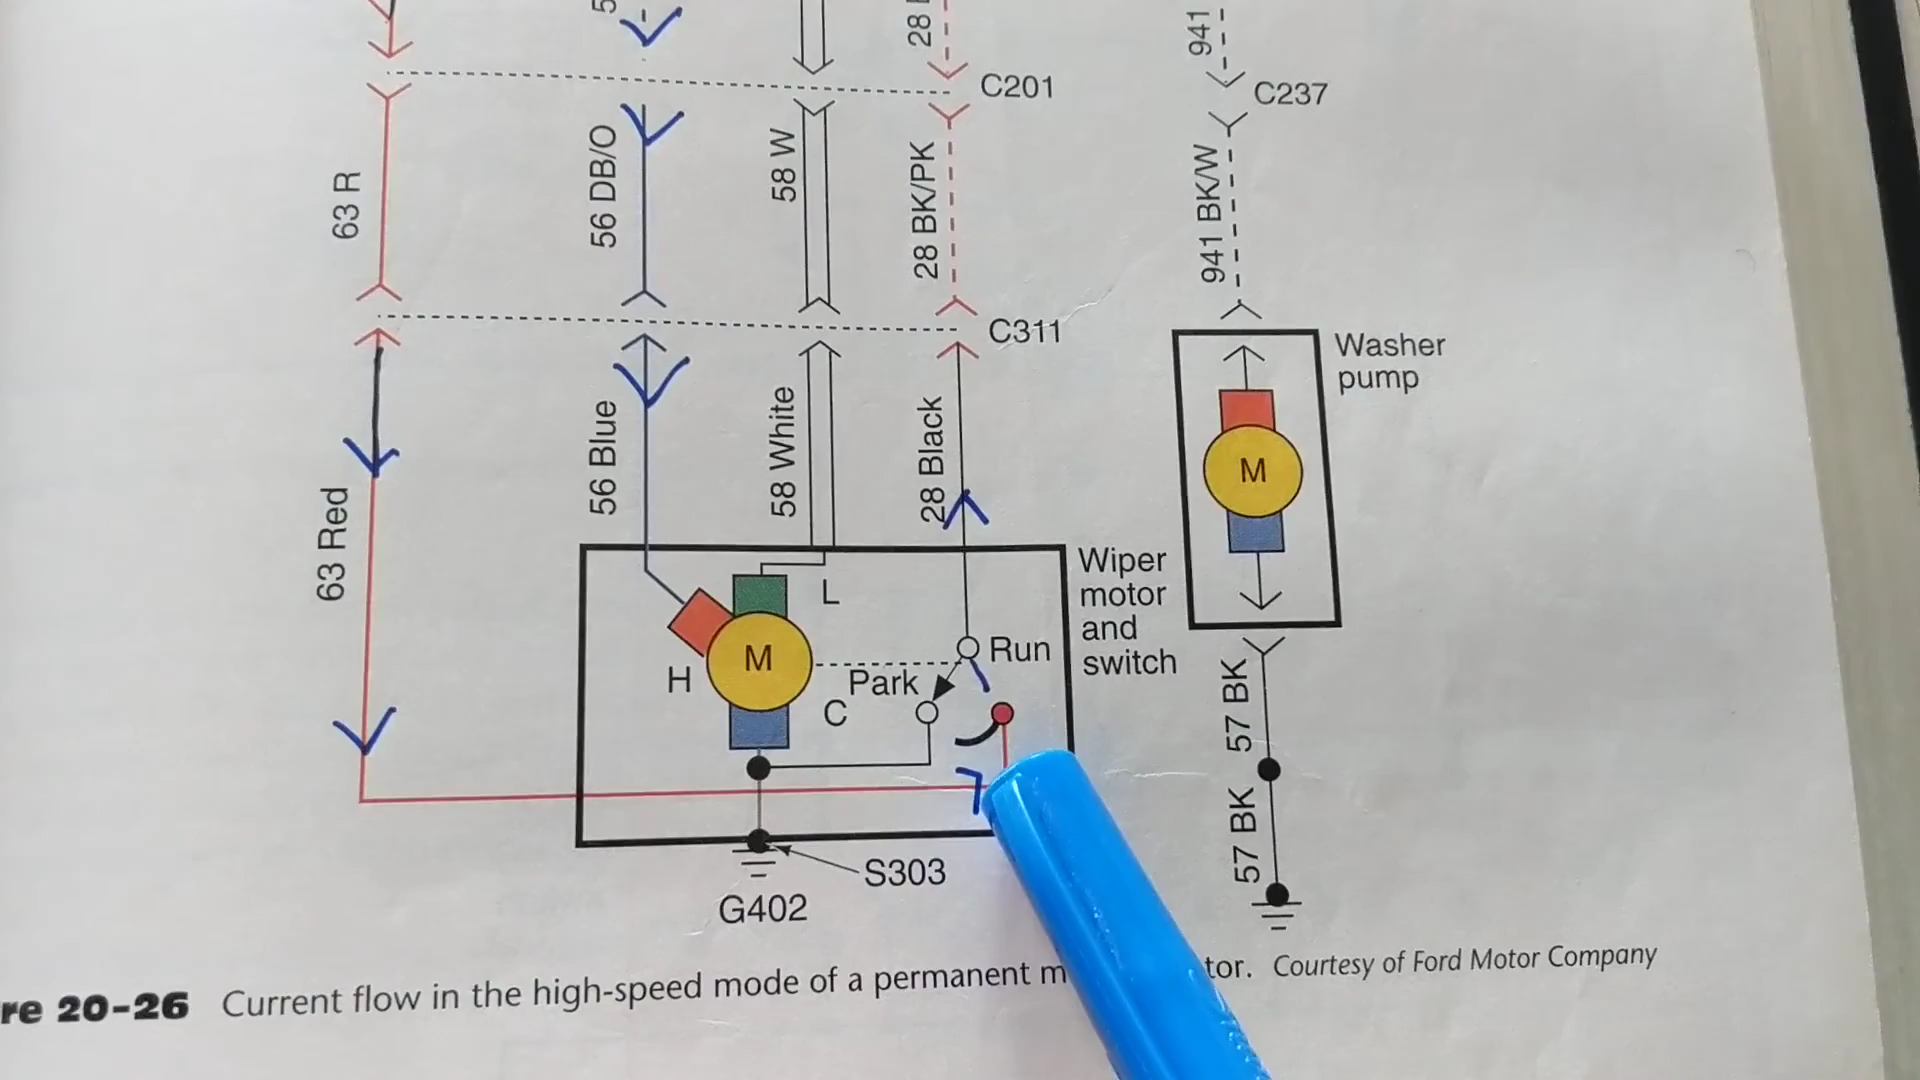 28
941
C201
C237
63 R
56 DB/O
58 W
28 BK/PK
941 BK/W
C311
Washer
pump
63 Red
56 Blue
58 White
28 Black
M
Wiper
motor
and
switch
L
M
H
Run
Park
C
57 BK
57 BK
S303
G402
re 20-26 Current flow in the high-speed mode of a permanent m tor. Courtesy of Ford Motor Company